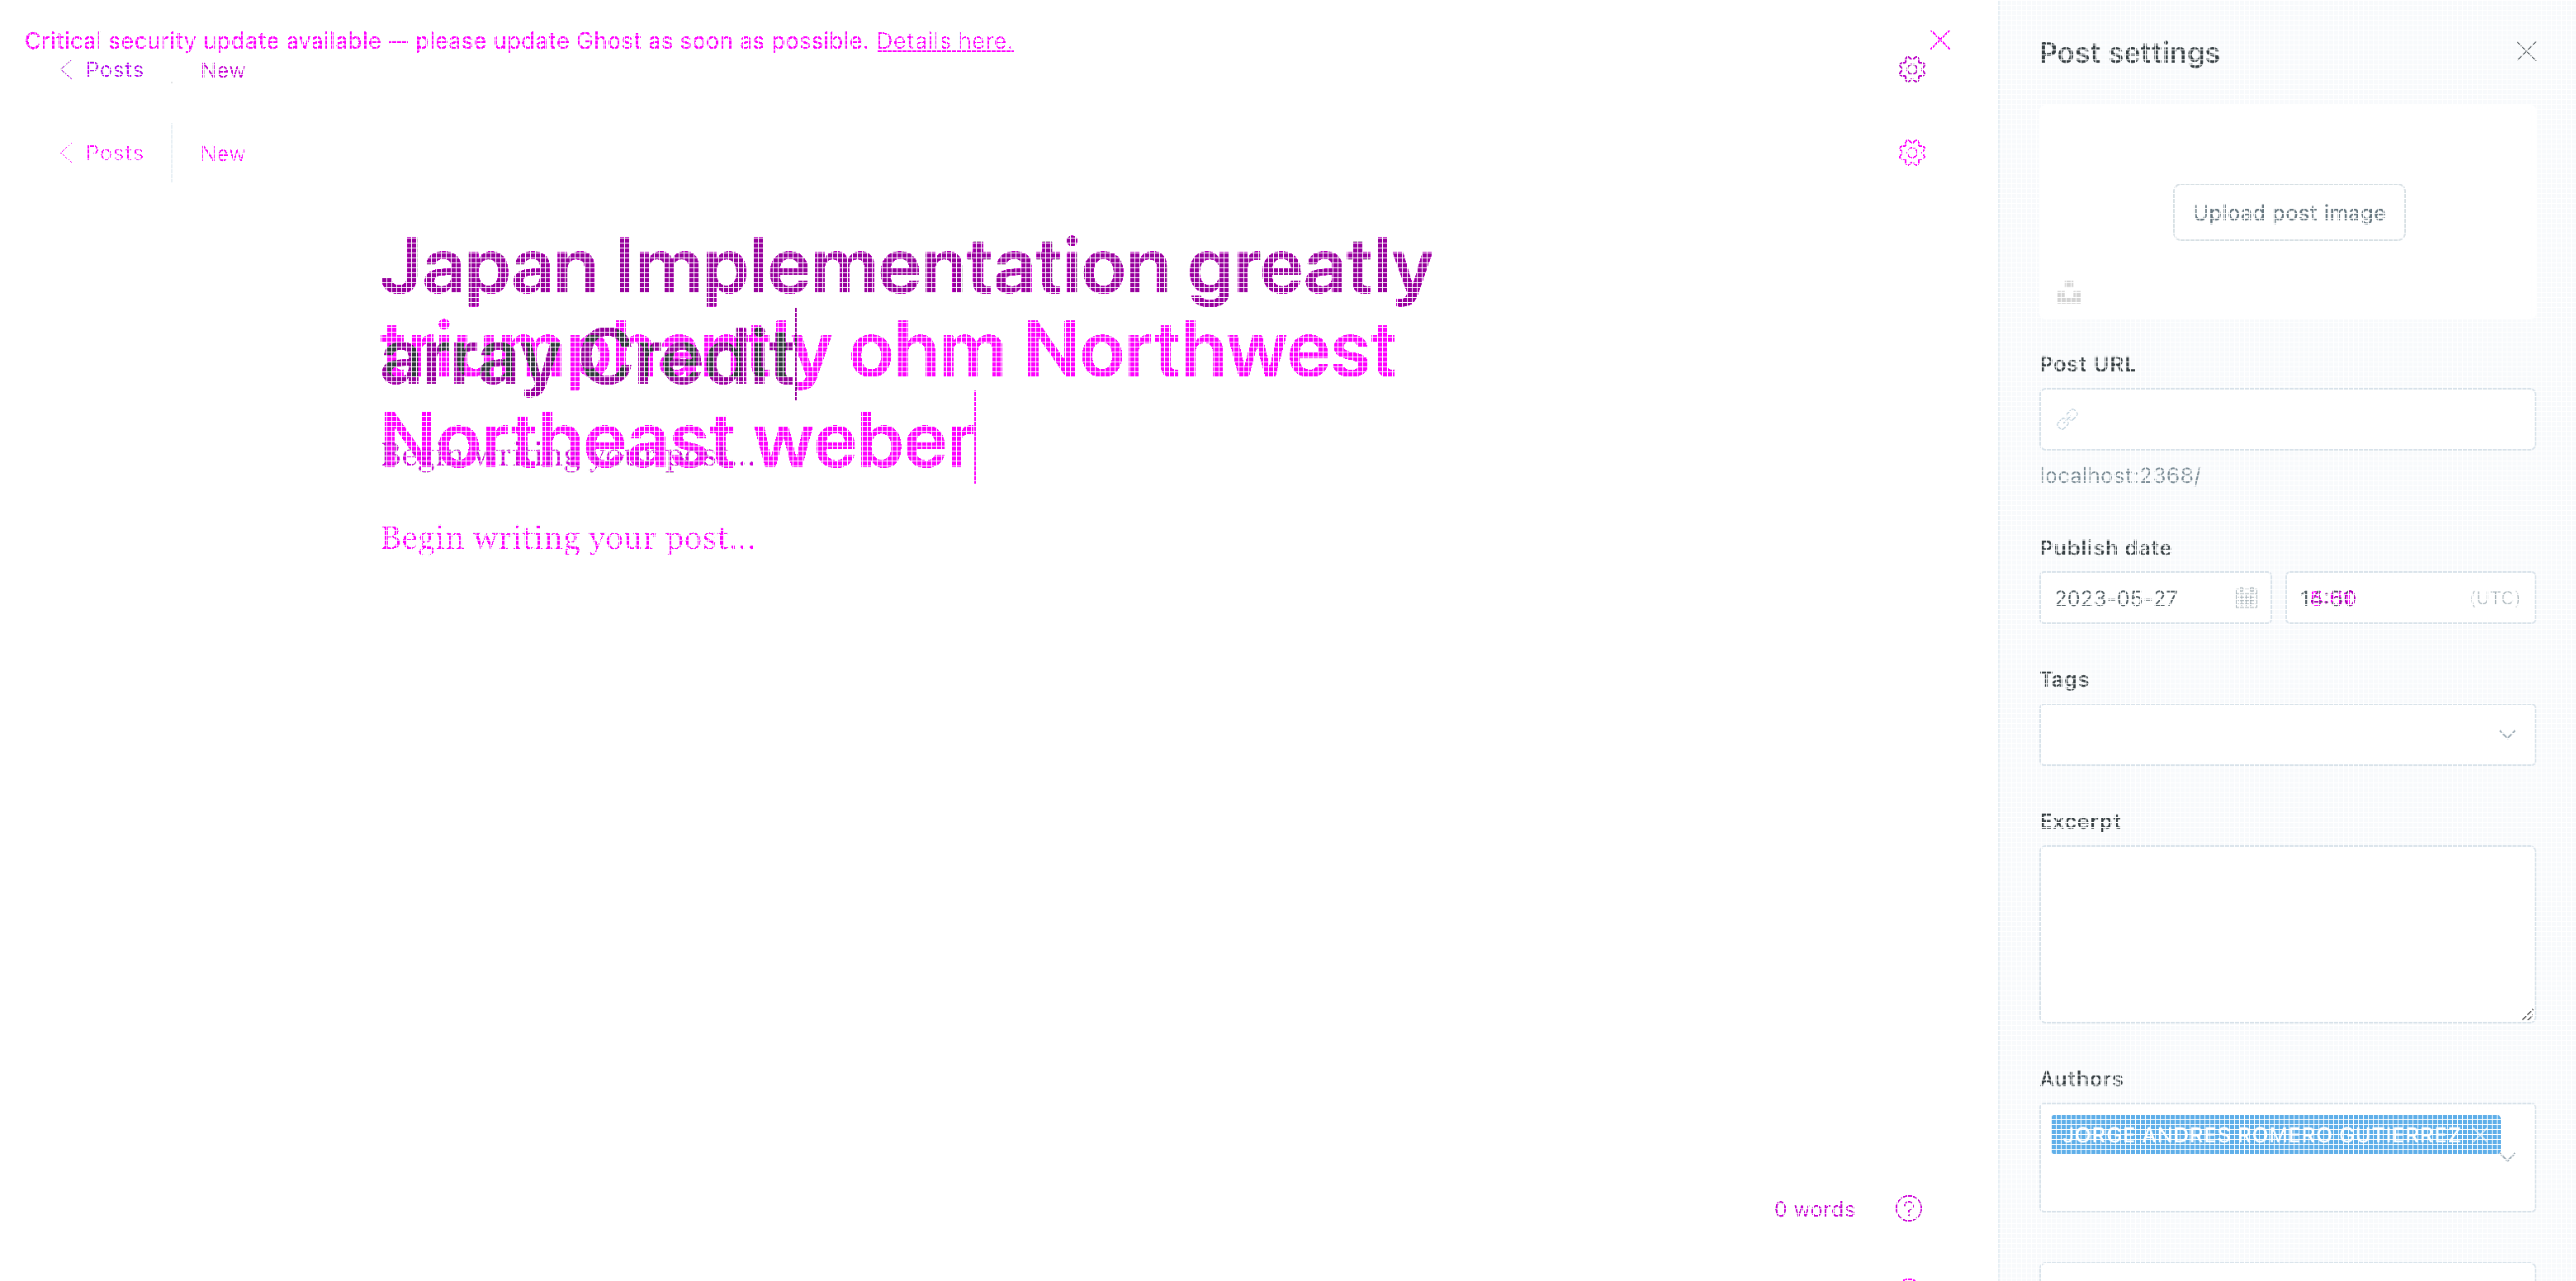 Critical security update available — please update Ghost as soon as possible. Details here.
Posts New
Posts New
Japan Implementation greatly
array Credit
triumphantly ohm Northwest
Northeast weber
Begin writing your post...
Begin writing your post...
0 words
Post settings
Upload post image
Post URL
localhost:2368/
Publish date
2023-05-27
(UTC)
Tags
Excerpt
Authors
JORGE ANDRES ROMERO GUTIERREZ